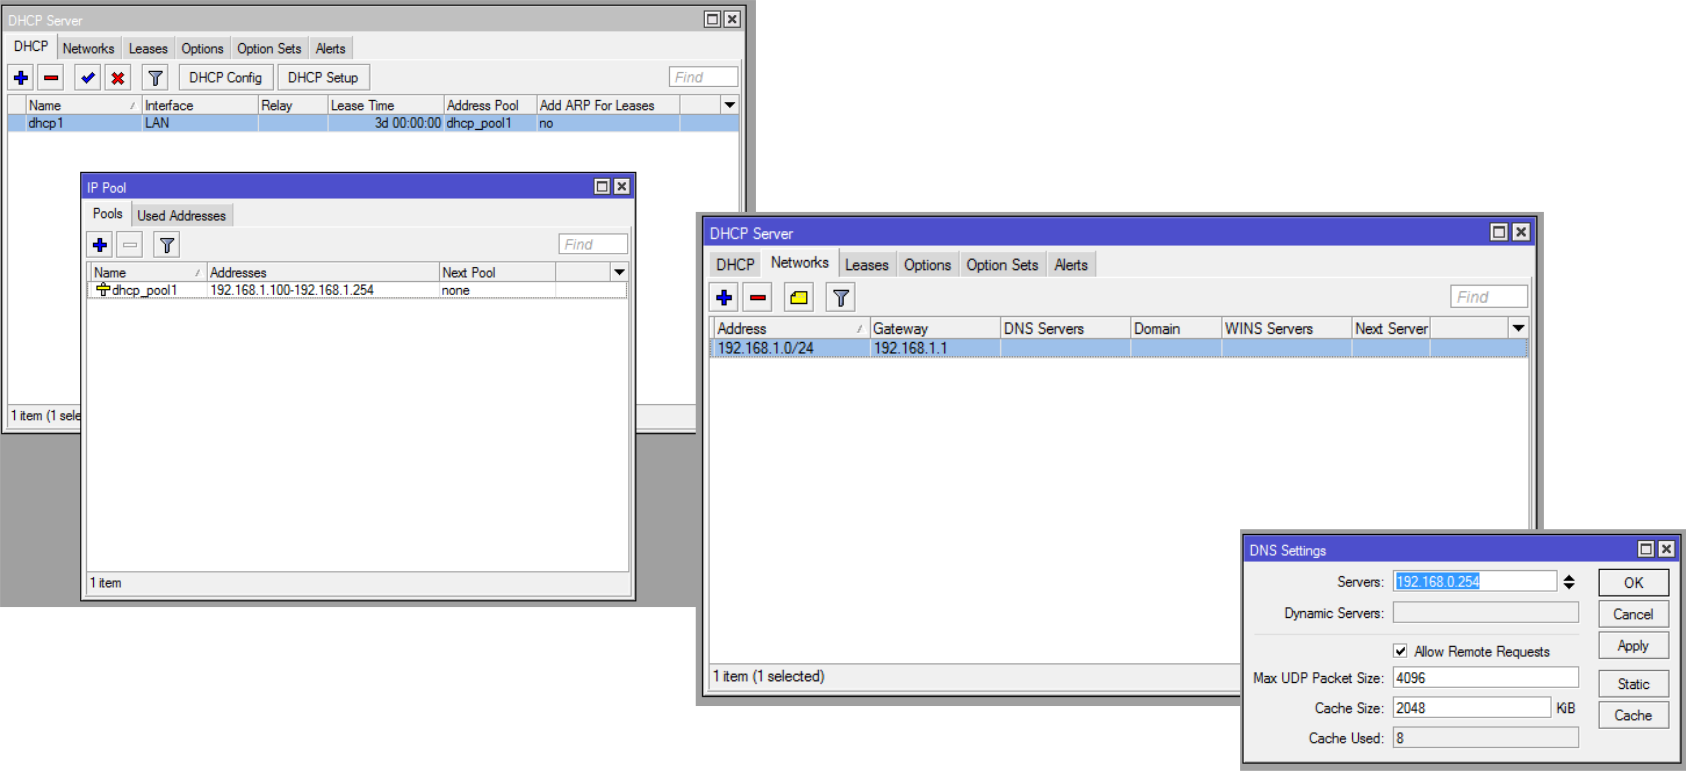 DHCP Server
DHCP Networks Leases Options Option Sets Alerts
DHCP Config DHCP Setup Find
Name Interface Relay Lease Time Address Pool Add ARP For Leases
dhcp1 LAN 3d 00:00:00 dhcp_pool1 no
1 item (1 sele
IP Pool
Pools Used Addresses
Find
Name Addresses Next Pool
dhcp_pool1 192.168.1.100-192.168.1.254 none
1 item
DHCP Server
DHCP Networks Leases Options Option Sets Alerts
Find
Address Gateway DNS Servers Domain WINS Servers Next Server
192.168.1.0/24 192.168.1.1
1 item (1 selected)
DNS Settings
Servers: 192.168.0.254 OK
Dynamic Servers: Cancel
Allow Remote Requests Apply
Max UDP Packet Size: 4096 Static
Cache Size: 2048 KiB Cache
Cache Used: 8